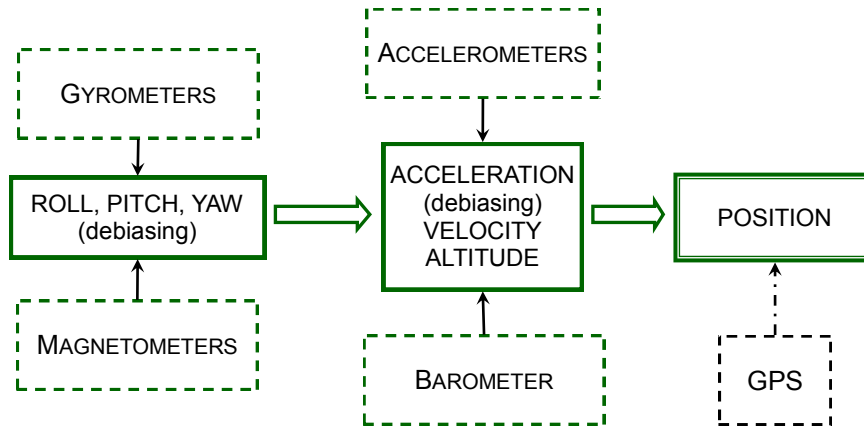 GYROMETERS
ROLL, PITCH, YAW
(debiasing)
MAGNETOMETERS
ACCELEROMETERS
ACCELERATION
(debiasing)
VELOCITY
ALTITUDE
BAROMETER
POSITION
GPS